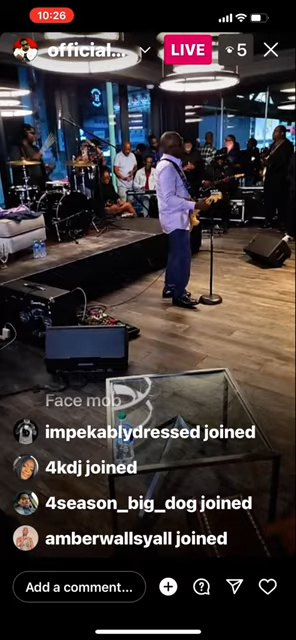 10:26
official...
LIVE
5
Face mob
impekablydressed joined
4kdj joined
4season_big_dog joined
amberwallsyall joined
Add a comment...